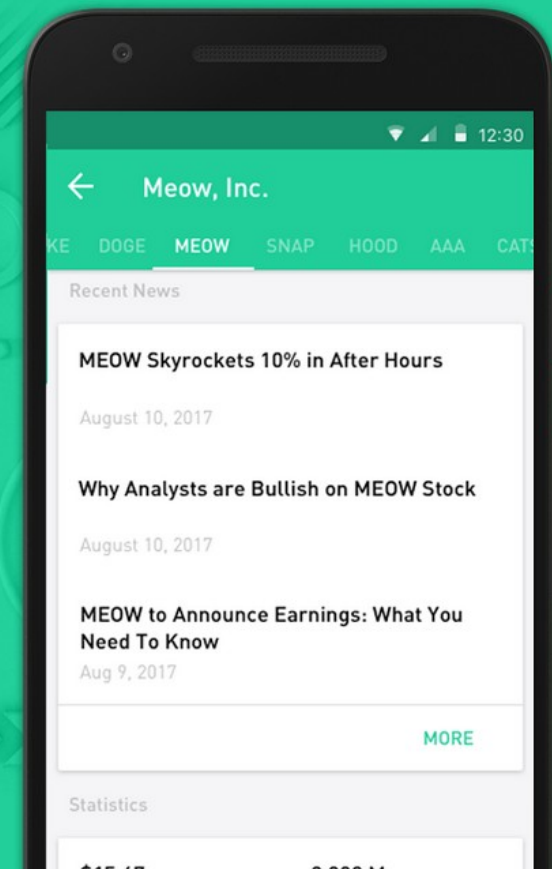 12:30
Meow, Inc.
KE DOGE MEOW SNAP HOOD AAA CATS
Recent News
MEOW Skyrockets 10% in After Hours
August 10, 2017
Why Analysts are Bullish on MEOW Stock
August 10, 2017
MEOW to Announce Earnings: What You
Need To Know
Aug 9, 2017
MORE
Statistics